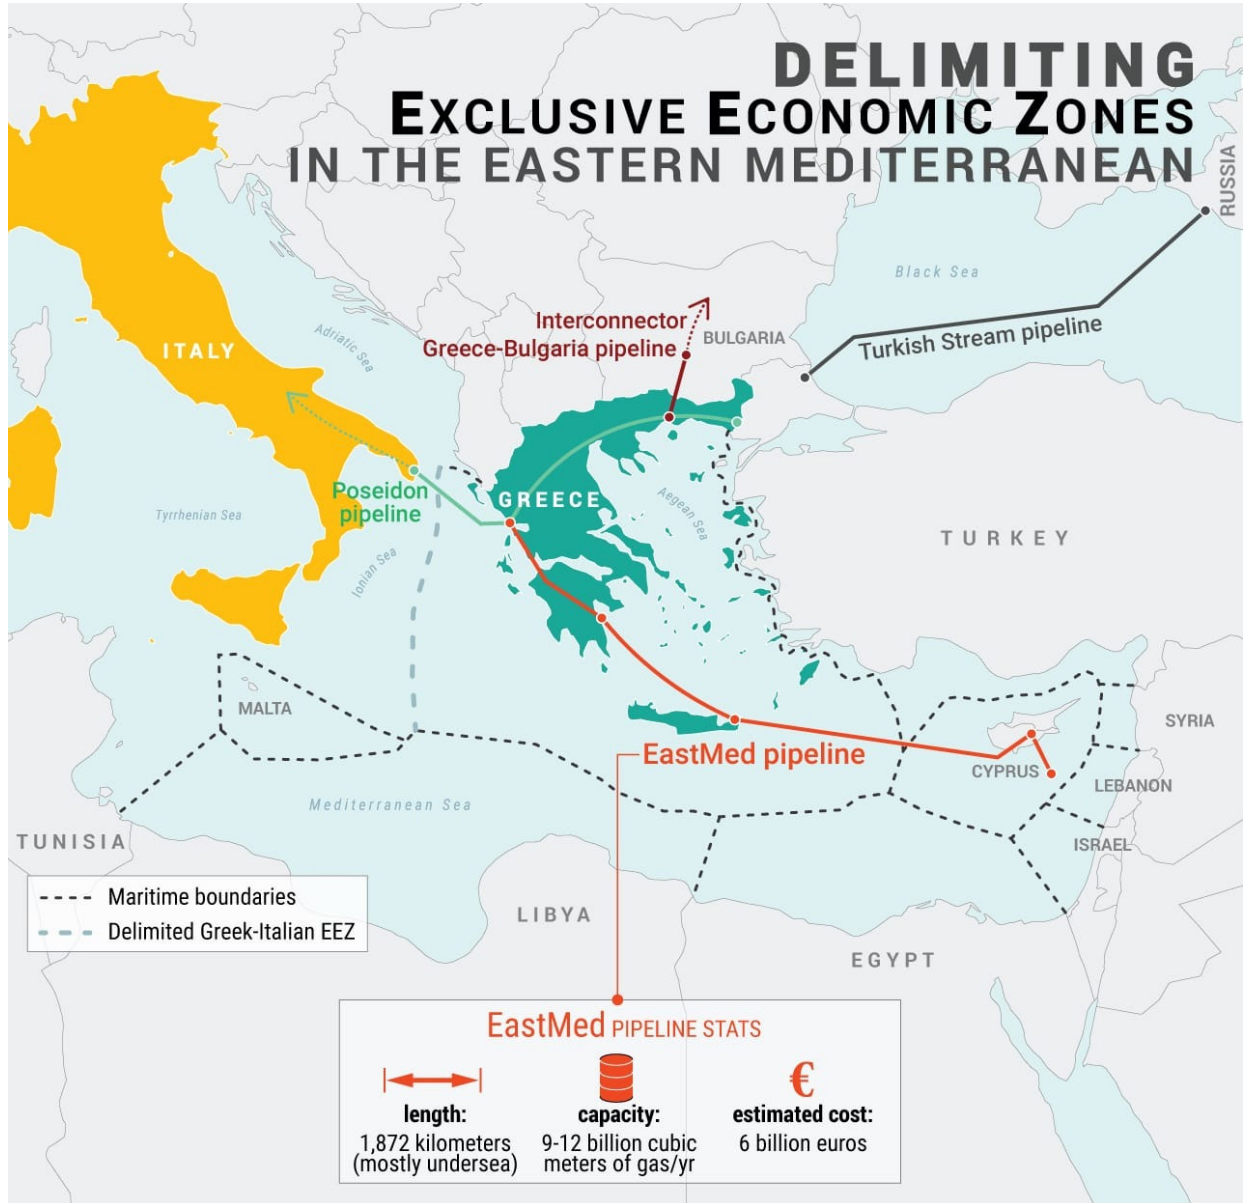 DELIMITING
EXCLUSIVE ECONOMIC ZONES
IN THE EASTERN MEDITERRANEAN
RUSSIA
Black Sea
Turkish Stream pipeline
Interconnector
Greece-Bulgaria pipeline
BULGARIA
ITALY
Adriatic Sea
Poseidon
pipeline
GREECE
Aegean Sea
Tyrrhenian Sea
Ionian Sea
TURKEY
MALTA
SYRIA
EastMed pipeline
CYPRUS
LEBANON
Mediterranean Sea
TUNISIA
ISRAEL
Maritime boundaries
Delimited Greek-Italian EEZ
LIBYA
EGYPT
EastMed PIPELINE STATS
€
length:
1,872 kilometers
(mostly undersea)
capacity:
9-12 billion cubic
meters of gas/yr
estimated cost:
6 billion euros